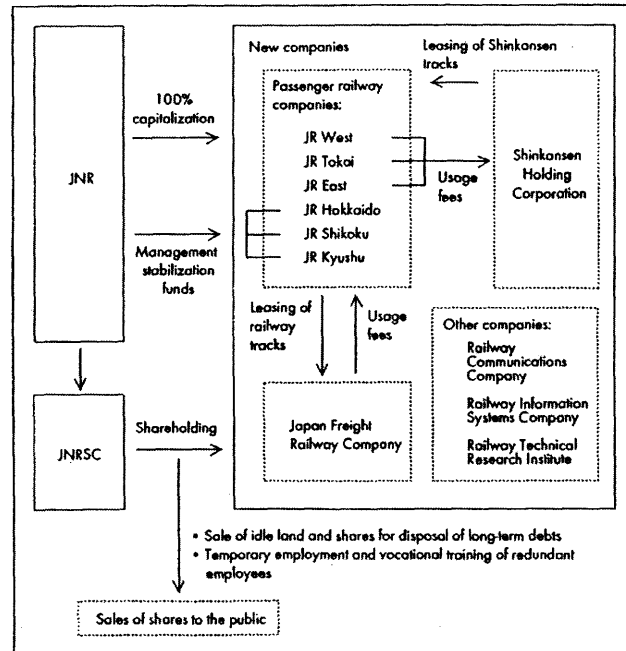 New companies
Leasing of Shinkansen
tracks
100%
capitalization
Passenger railway
companies:
JR West
JR Tokai
JR East
JR Hokkaido
JR Shikoku
JR Kyushu
Usage
fees
Shinkansen
Holding
Corporation
JNR
Management
stabilization
funds
Leasing of
railway
tracks
Usage
fees
Other companies:
Railway
Communications
Company
Railway Information
Systems Company
Railway Technical
Research Institute
JNRSC
Shareholding
Japan Freight
Railway Company
• Sale of idle land and shares for disposal of long-term debts
• Temporary employment and vocational training of redundant
employees
Sales of shares to the public